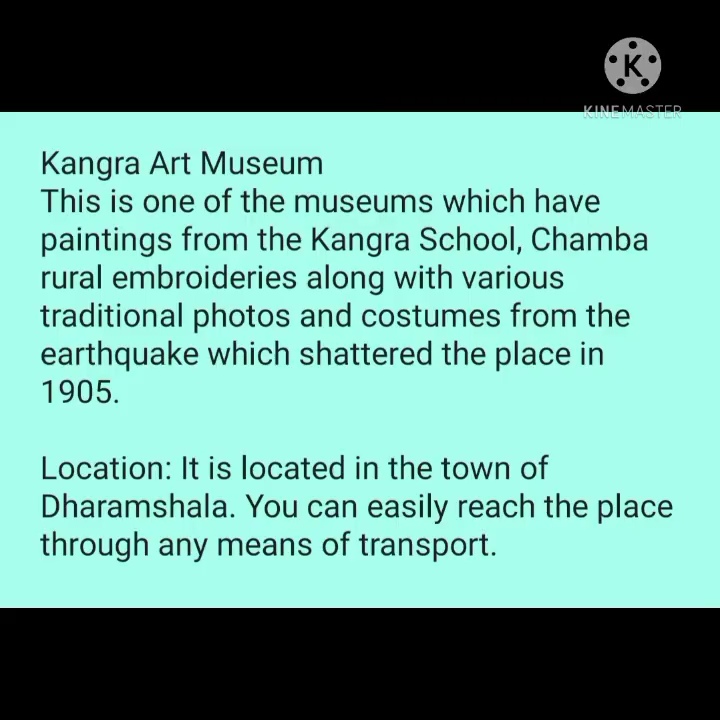 K
KINEMASTER
Kangra Art Museum
This is one of the museums which have
paintings from the Kangra School, Chamba
rural embroideries along with various
traditional photos and costumes from the
earthquake which shattered the place in
1905.
Location: It is located in the town of
Dharamshala. You can easily reach the place
through any means of transport.